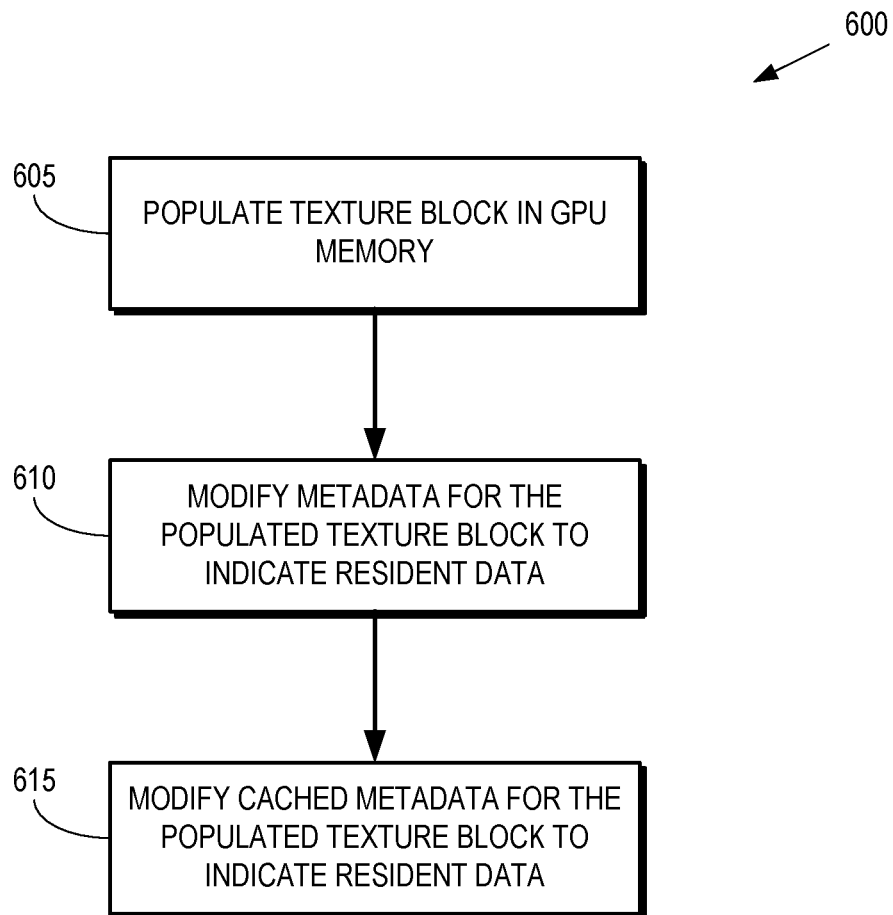 600
605
POPULATE TEXTURE BLOCK IN GPU
MEMORY
610
MODIFY METADATA FOR THE
POPULATED TEXTURE BLOCK TO
INDICATE RESIDENT DATA
615
MODIFY CACHED METADATA FOR THE
POPULATED TEXTURE BLOCK TO
INDICATE RESIDENT DATA